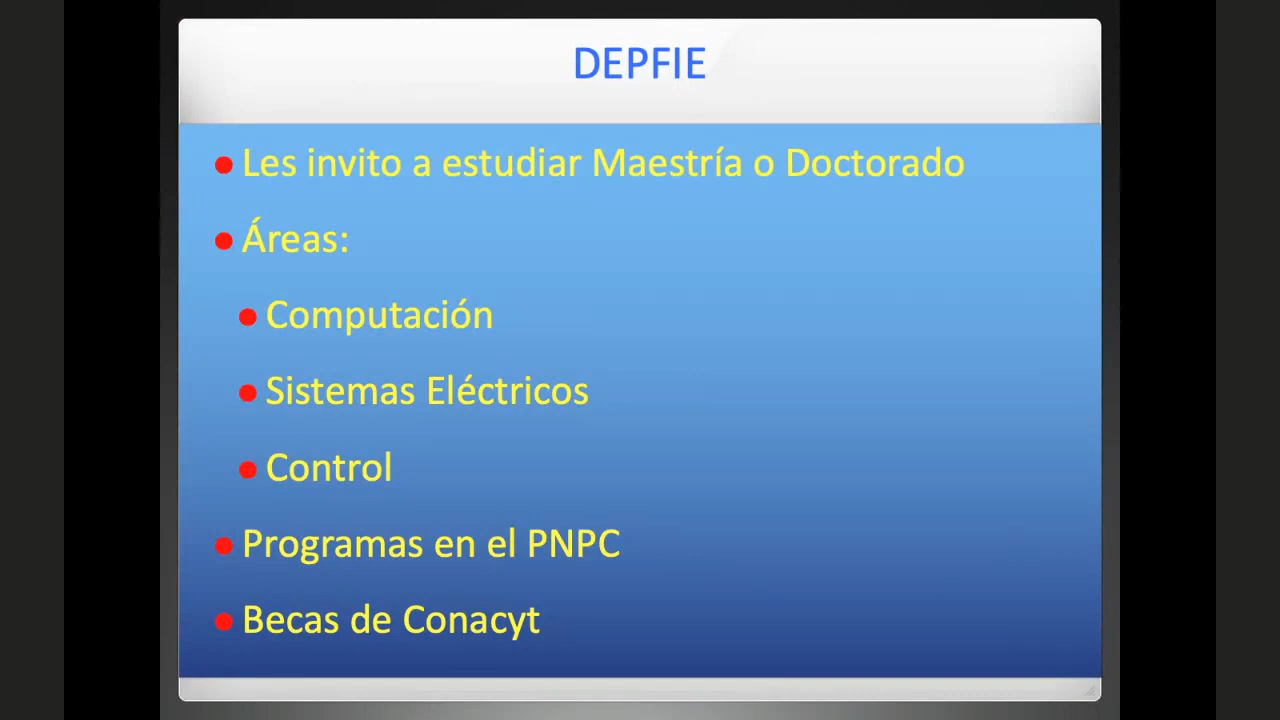 DEPFIE
Les invito a estudiar Maestría o Doctorado
Áreas:
Computación
Sistemas Eléctricos
Control
Programas en el PNPC
Becas de Conacyt